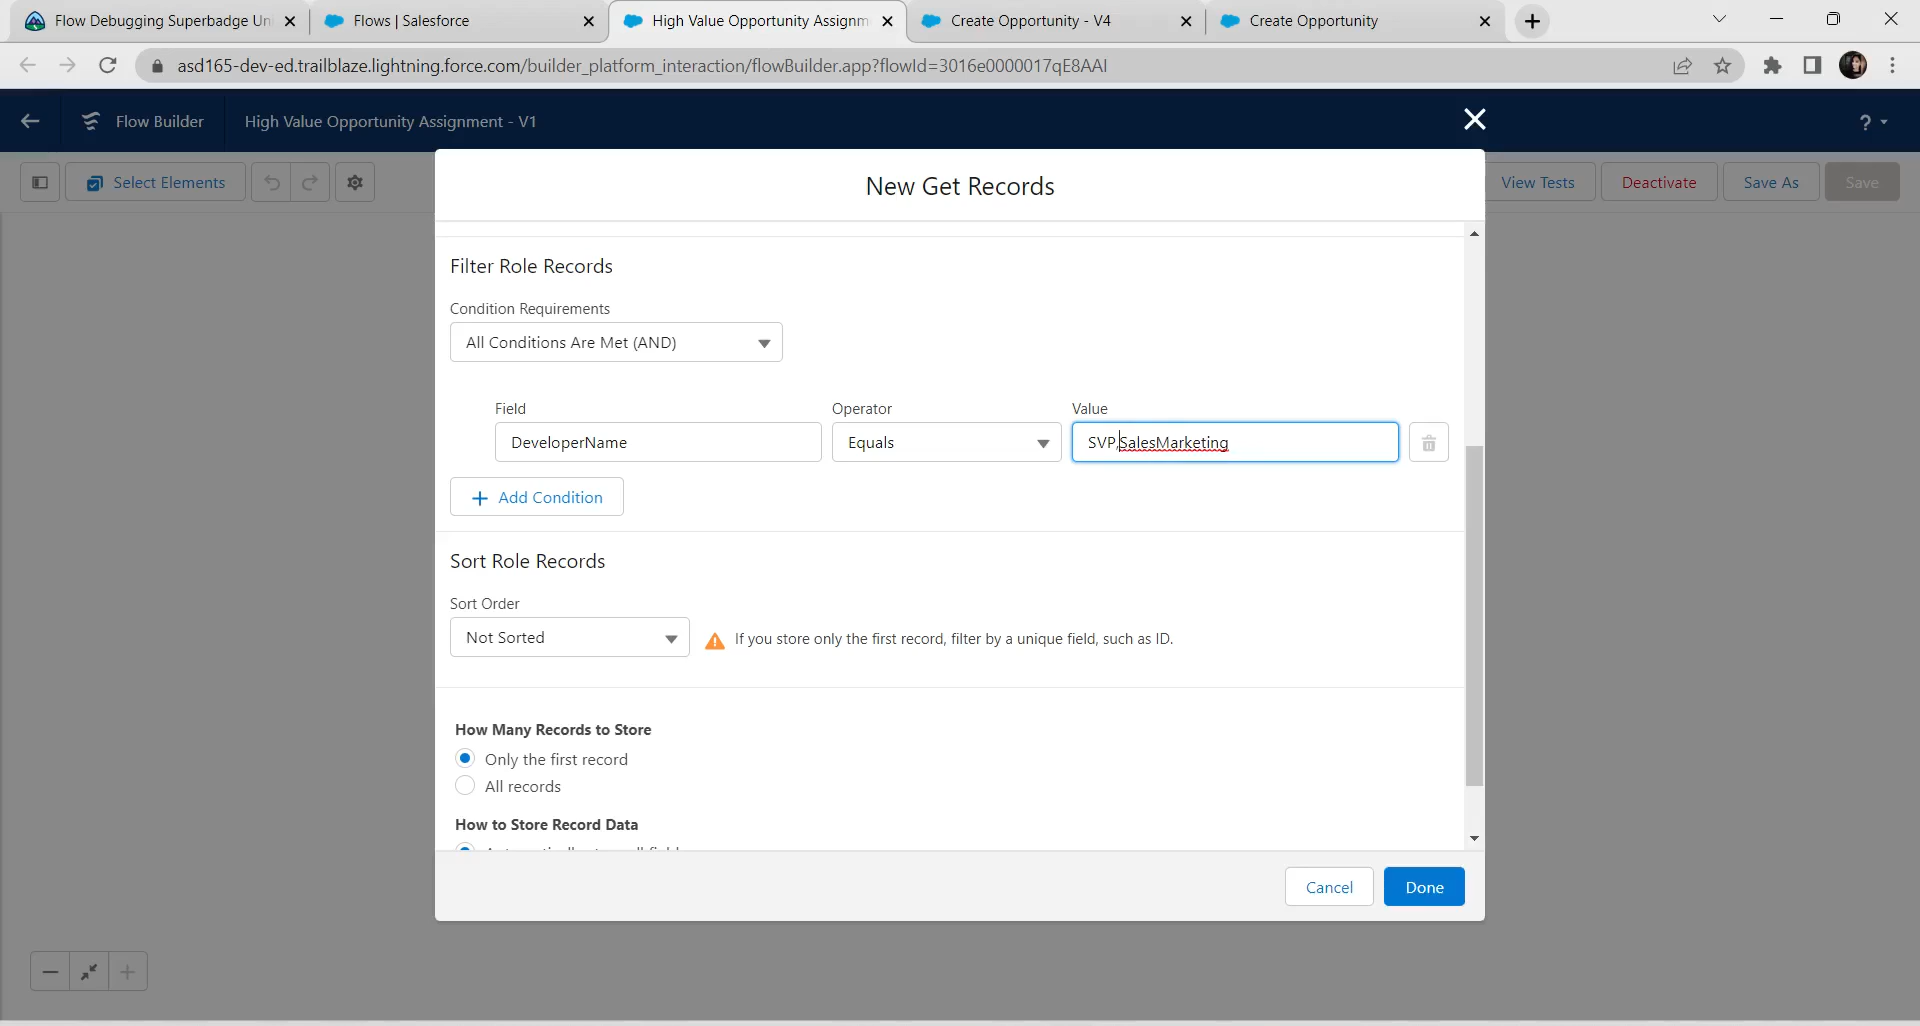 Flow Debugging Superbadge Un
Flows | Salesforce
High Value Opportunity Assignm
Create Opportunity - V4
Create Opportunity
asd165-dev-ed.trailblaze.lightning.force.com/builder_platform_interaction/flowBuilder.app?flowId=3016e0000017qE8AAI
Flow Builder
High Value Opportunity Assignment - V1
?
Select Elements
View Tests
Deactivate
Save As
Save
New Get Records
Filter Role Records
Condition Requirements
All Conditions Are Met (AND)
Field
Operator
Value
DeveloperName
Equals
SVP,SalesMarketing
+ Add Condition
Sort Role Records
Sort Order
Not Sorted
If you store only the first record, filter by a unique field, such as ID.
How Many Records to Store
Only the first record
All records
How to Store Record Data
Cancel
Done